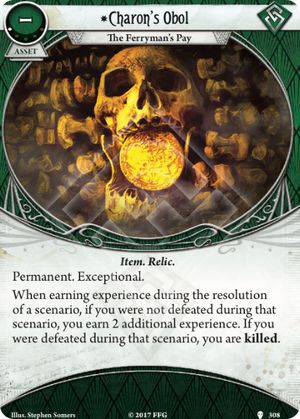 –
ASSET
*Charon's Obol
The Ferryman's Pay
Item. Relic.
Permanent. Exceptional.
When earning experience during the resolution
of a scenario, if you were not defeated during that
scenario, you earn 2 additional experience. If you
were defeated during that scenario, you are killed.
Illus. Stephen Somers
© 2017 FFG
308